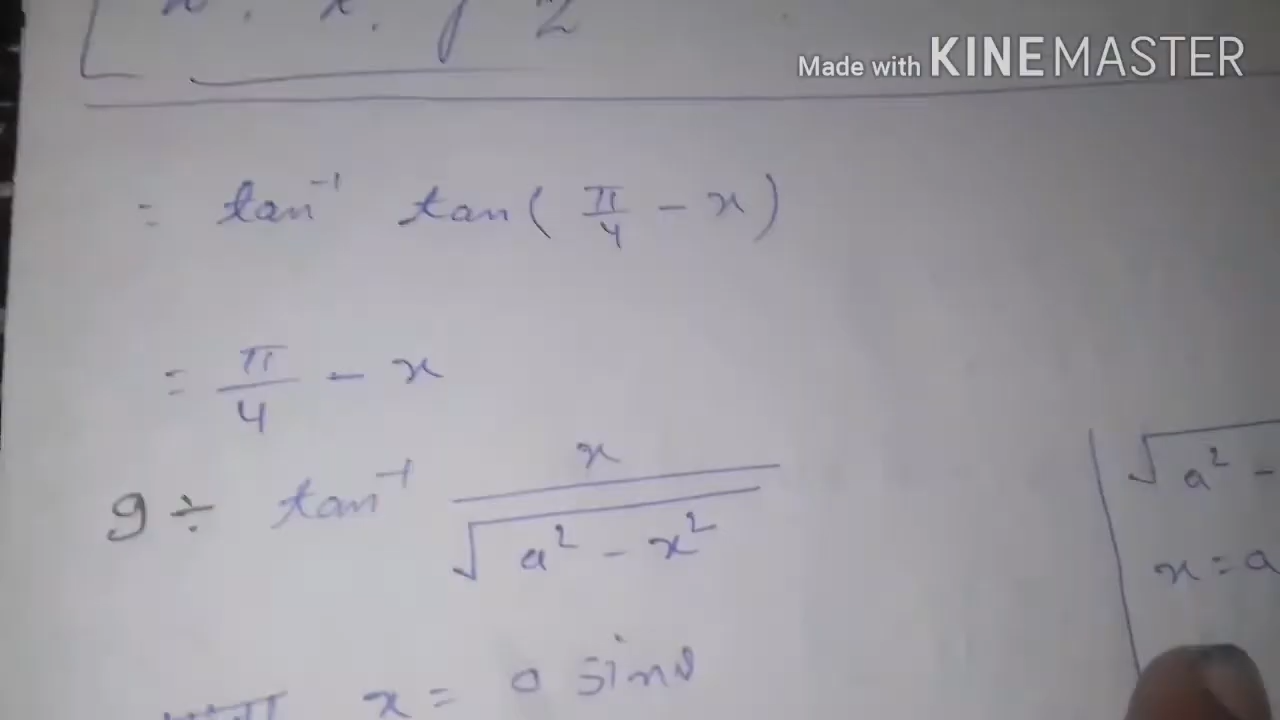 Made with KINEMASTER
= tan⁻¹ tan( π/4 - x )
= π/4 - x
9 ÷ tan⁻¹ x/√(a² - x²)
√a² -
x = a
x = a sinθ